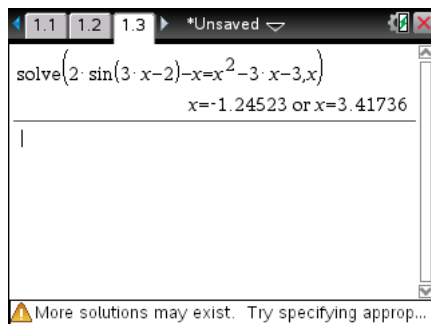 1.1 1.2 1.3 *Unsaved
solve(2·sin(3·x-2)-x=x²-3·x-3,x)
x=-1.24523 or x=3.41736
More solutions may exist. Try specifying approp...